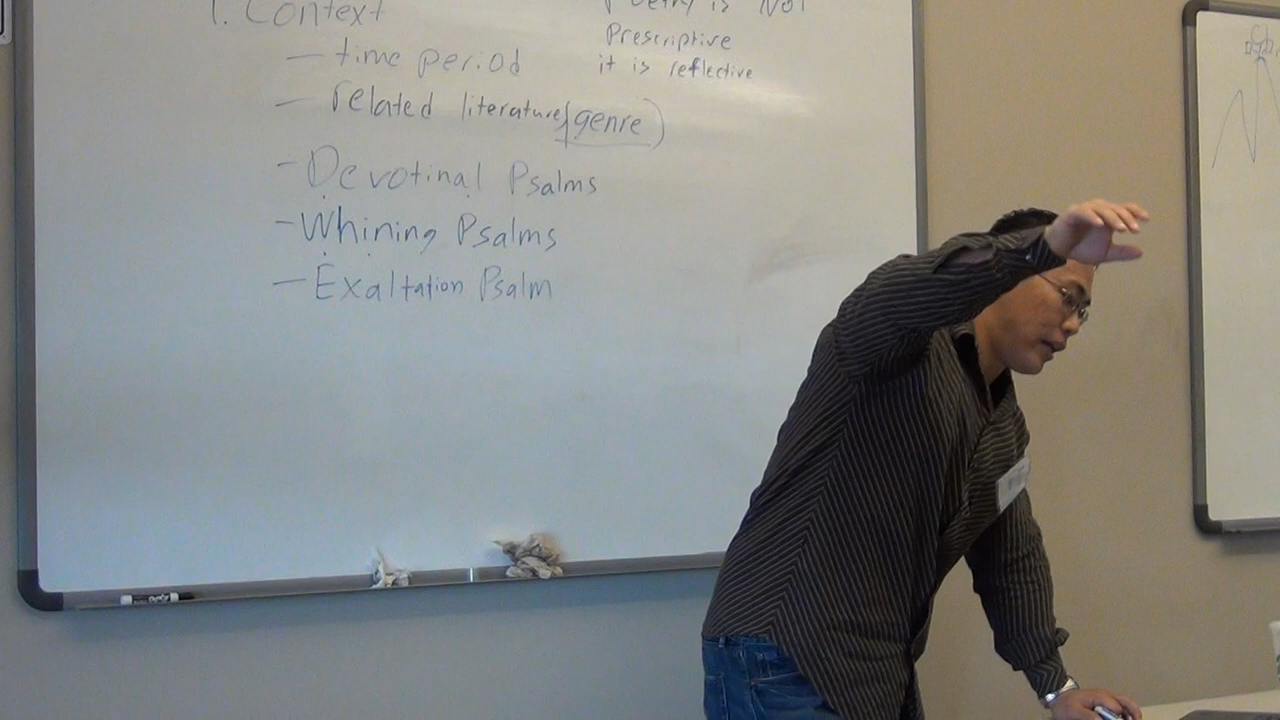 1. Context
Poetry is Not
Prescriptive
it is reflective
— time period
— related literature (genre)
- Devotinal Psalms
- Whining Psalms
— Exaltation Psalm